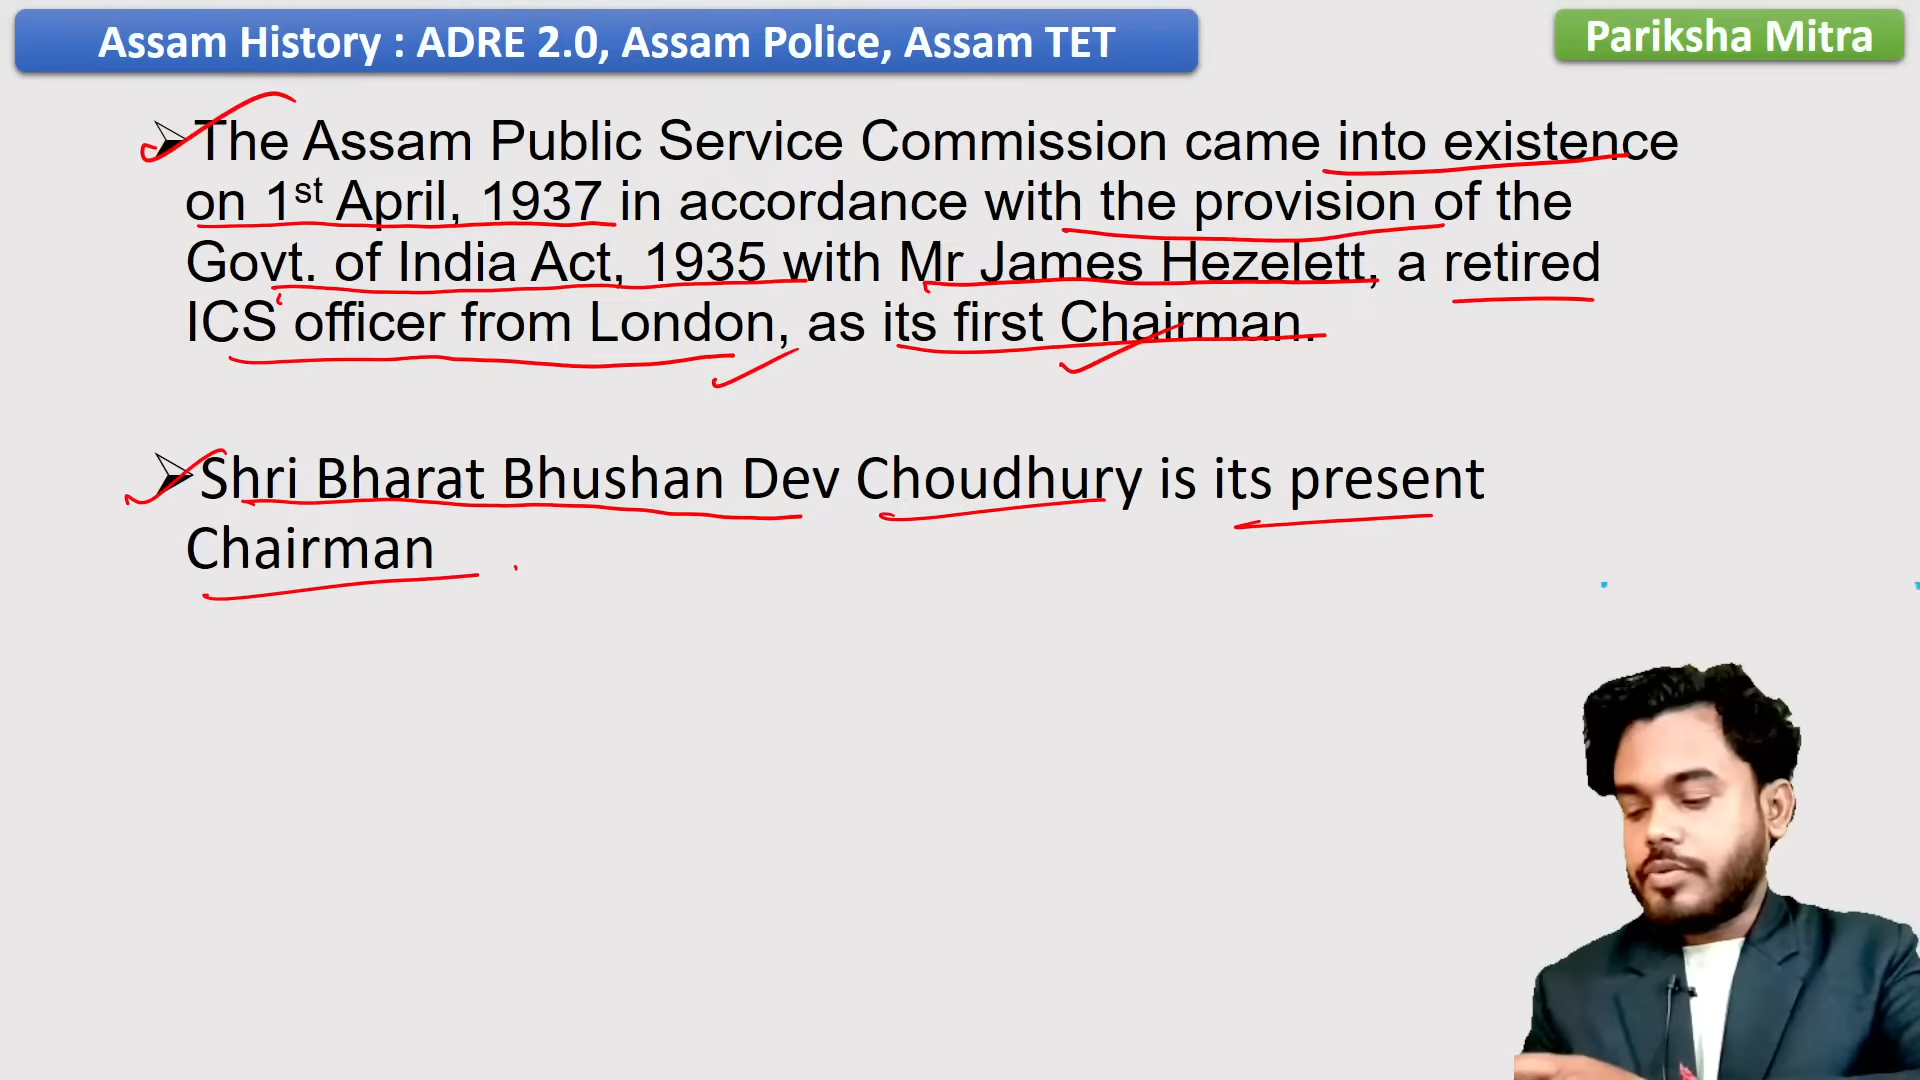 Assam History : ADRE 2.0, Assam Police, Assam TET
Pariksha Mitra
The Assam Public Service Commission came into existence
on 1st April, 1937 in accordance with the provision of the
Govt. of India Act, 1935 with Mr James Hezelett, a retired
ICS officer from London, as its first Chairman.
Shri Bharat Bhushan Dev Choudhury is its present
Chairman